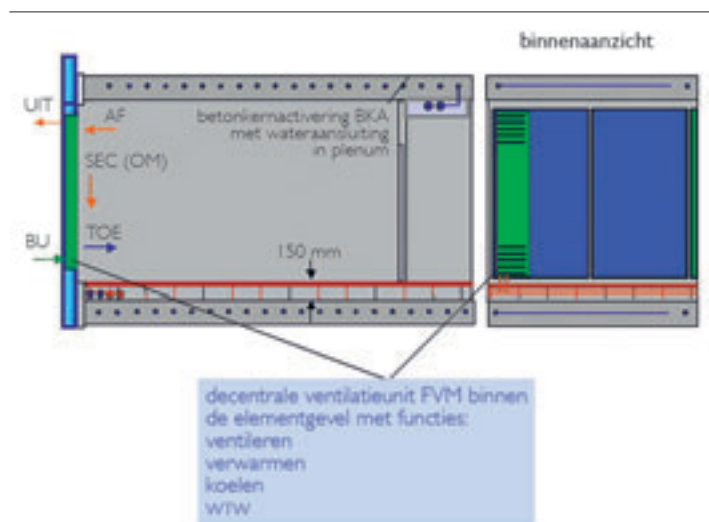 binnenaanzicht
UIT
AF
betonkernactivering BKA
met wateraansluiting
in plenum
SEC (OM)
BU
TOE
150 mm
decentrale ventilatieunit FVM binnen
de elementgevel met functies:
ventileren
verwarmen
koelen
WTW